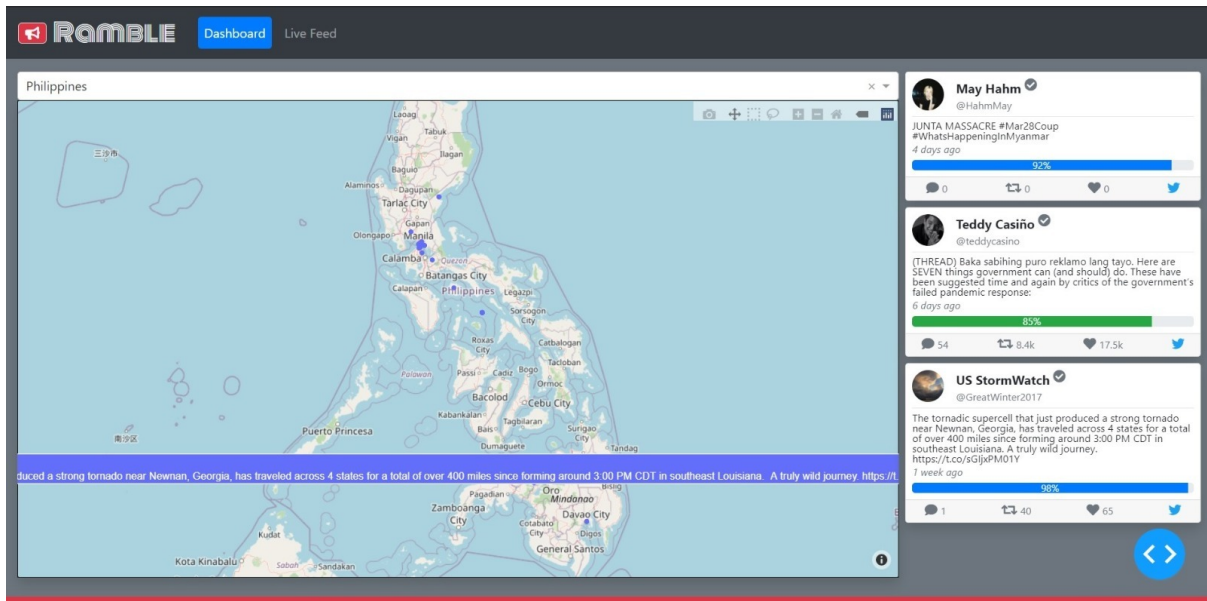 RamBLE
Dashboard
Live Feed
Philippines
Laoag
Vigan
Tabuk
Ilagan
三沙市
Baguio
Alaminos
Dagupan
Tarlac City
Gapan
Olongapo
Manila
Calamba
Quezon
Batangas City
Calapan
Philippines
Legazpi
Sorsogon
City
Roxas
City
Catbalogan
Tacloban
Palawan
Passi
Cadiz
Bogo
Ormoc
Bacolod
Cebu City
Kabankalan
Tagbilaran
Bais
Surigao
City
南沙区
Puerto Princesa
Dumaguete
Tandag
duced a strong tornado near Newnan, Georgia, has traveled across 4 states for a total of over 400 miles since forming around 3:00 PM CDT in southeast Louisiana. A truly wild journey. https://t.
Pagadian
Oro
Bislig
Mindanao
Zamboanga
City
Cotabato
City
Davao City
Digos
General Santos
Kudat
Kota Kinabalu
Sabah
Sandakan
May Hahm
@HahmMay
JUNTA MASSACRE #Mar28Coup
#WhatsHappeningInMyanmar
4 days ago
92%
0
0
0
Teddy Casiño
@teddycasino
(THREAD) Baka sabihing puro reklamo lang tayo. Here are
SEVEN things government can (and should) do. These have
been suggested time and again by critics of the government's
failed pandemic response:
6 days ago
85%
54
8.4k
17.5k
US StormWatch
@GreatWinter2017
The tornadic supercell that just produced a strong tornado
near Newnan, Georgia, has traveled across 4 states for a total
of over 400 miles since forming around 3:00 PM CDT in
southeast Louisiana. A truly wild journey.
https://t.co/sGIjxPM01Y
1 week ago
98%
1
40
65